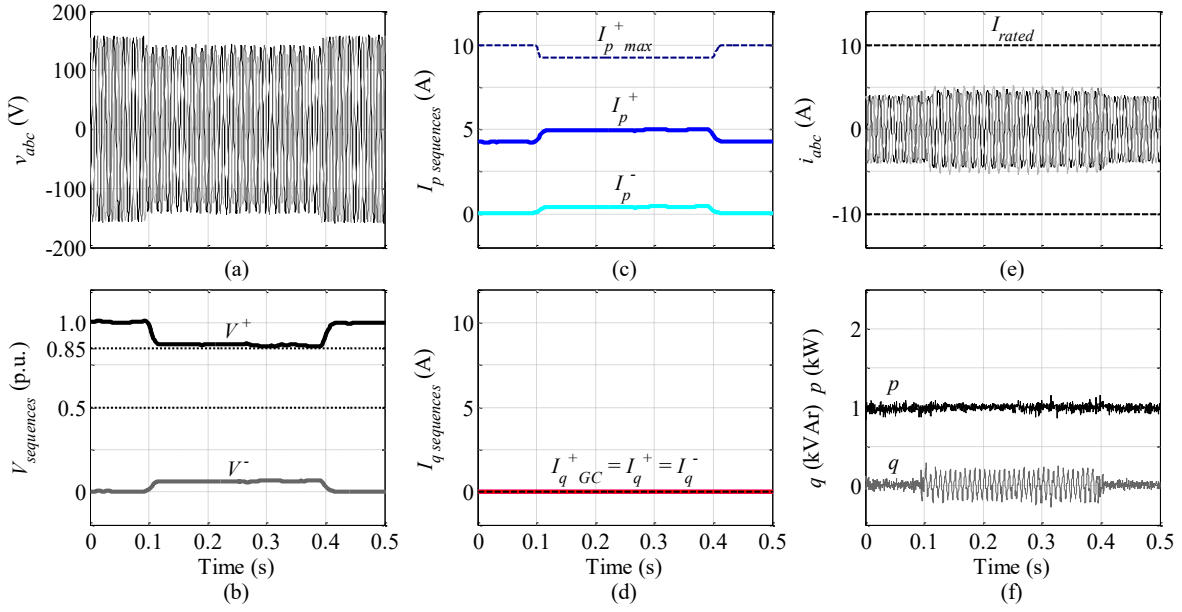 200
100
0
-100
-200
v_abc (V)
(a)
10
5
0
I_p sequences (A)
I_p^+_max
I_p^+
I_p^-
(c)
10
0
-10
i_abc (A)
I_rated
(e)
1.0
0.85
0.5
0
V_sequences (p.u.)
V^+
V^-
0 0.1 0.2 0.3 0.4 0.5
Time (s)
(b)
10
5
0
I_q sequences (A)
I_q^+_GC = I_q^+ = I_q^-
0 0.1 0.2 0.3 0.4 0.5
Time (s)
(d)
2
1
0
q (kVAr) p (kW)
p
q
0 0.1 0.2 0.3 0.4 0.5
Time (s)
(f)